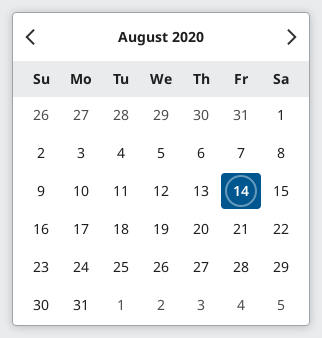 August 2020
Su Mo Tu We Th Fr Sa
26 27 28 29 30 31 1
2 3 4 5 6 7 8
9 10 11 12 13 14 15
16 17 18 19 20 21 22
23 24 25 26 27 28 29
30 31 1 2 3 4 5